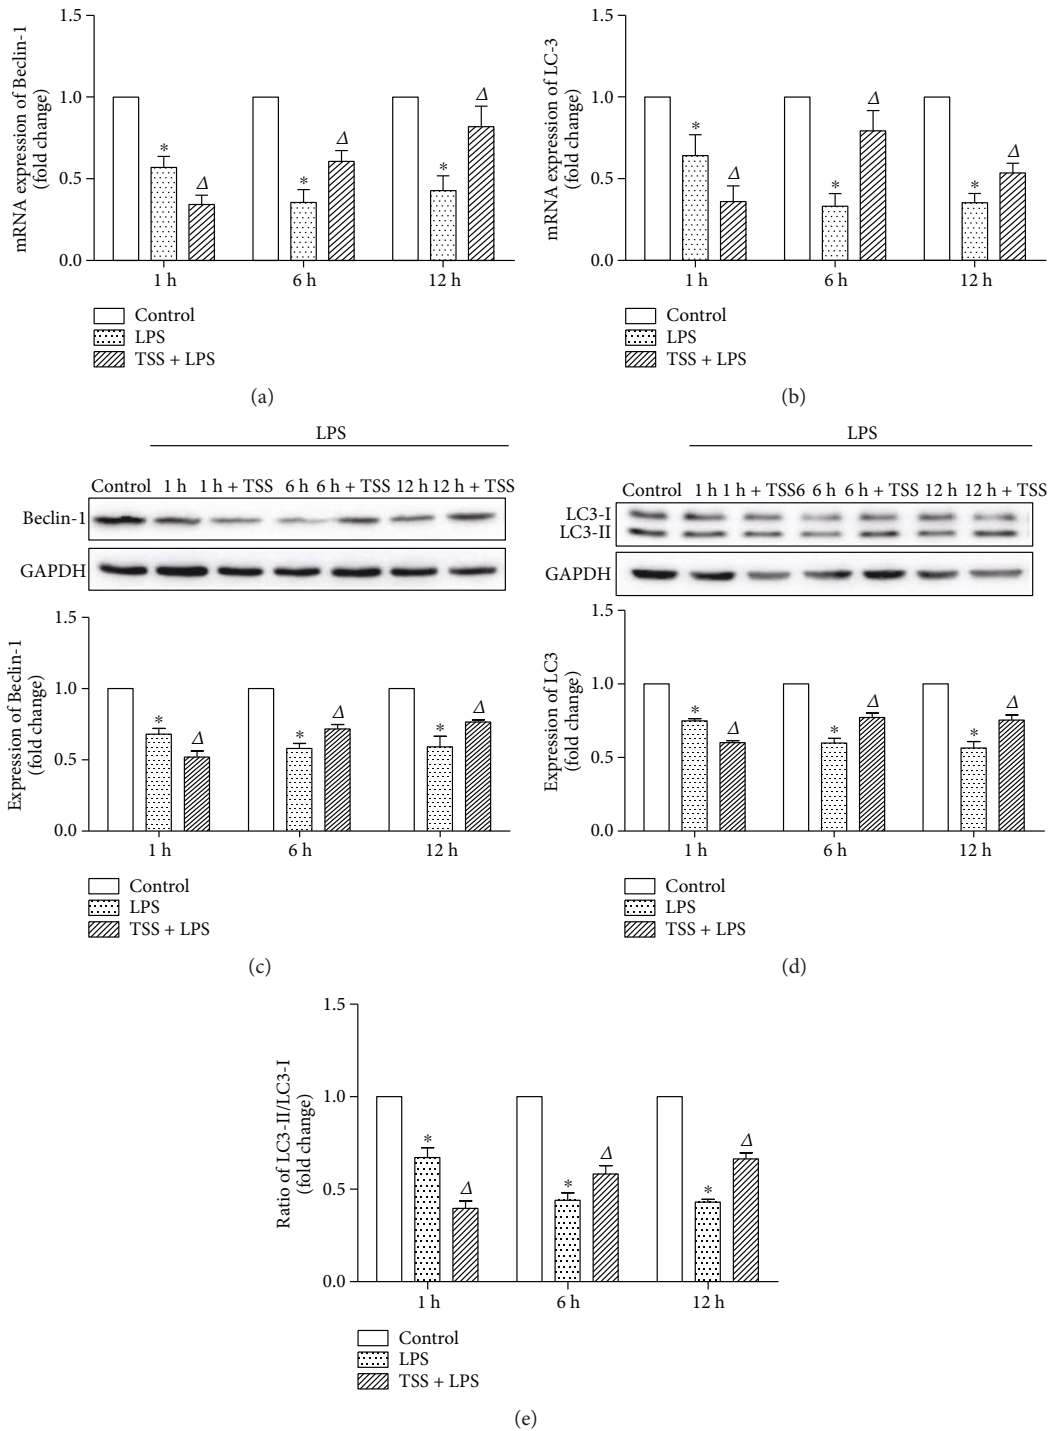 mRNA expression of Beclin-1
(fold change)
1.5
1.0
0.5
0.0
*
Δ
*
Δ
*
Δ
1 h
6 h
12 h
Control
LPS
TSS + LPS
(a)
mRNA expression of LC-3
(fold change)
1.5
1.0
0.5
0.0
*
Δ
*
Δ
*
Δ
1 h
6 h
12 h
Control
LPS
TSS + LPS
(b)
LPS
Control 1 h 1 h + TSS 6 h 6 h + TSS 12 h 12 h + TSS
Beclin-1
GAPDH
Expression of Beclin-1
(fold change)
1.5
1.0
0.5
0.0
*
Δ
*
Δ
*
Δ
1 h
6 h
12 h
Control
LPS
TSS + LPS
(c)
LPS
Control 1 h 1 h + TSS6 6 h 6 h + TSS 12 h 12 h + TSS
LC3-I
LC3-II
GAPDH
Expression of LC3
(fold change)
1.5
1.0
0.5
0.0
*
Δ
*
Δ
*
Δ
1 h
6 h
12 h
Control
LPS
TSS + LPS
(d)
Ratio of LC3-II/LC3-I
(fold change)
1.5
1.0
0.5
0.0
*
Δ
*
Δ
*
Δ
1 h
6 h
12 h
Control
LPS
TSS + LPS
(e)